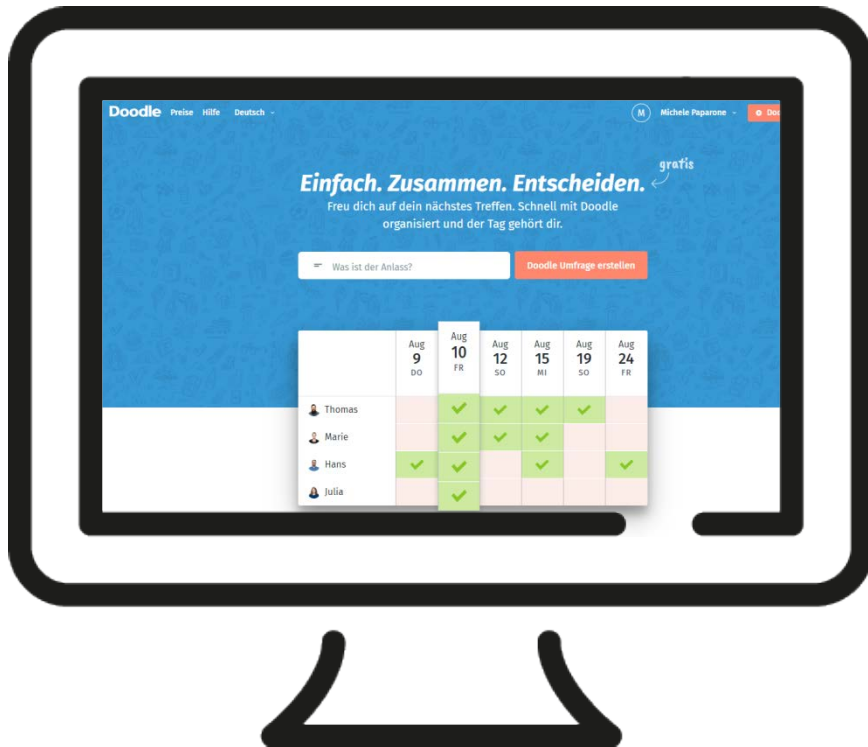 Doodle Preise Hilfe Deutsch
M Michele Paparone
gratis
Einfach. Zusammen. Entscheiden.
Freu dich auf dein nächstes Treffen. Schnell mit Doodle
organisiert und der Tag gehört dir.
Was ist der Anlass? Doodle Umfrage erstellen
Aug Aug Aug Aug Aug Aug
9 10 12 15 19 24
DO FR SO MI SO FR
Thomas
Marie
Hans
Julia